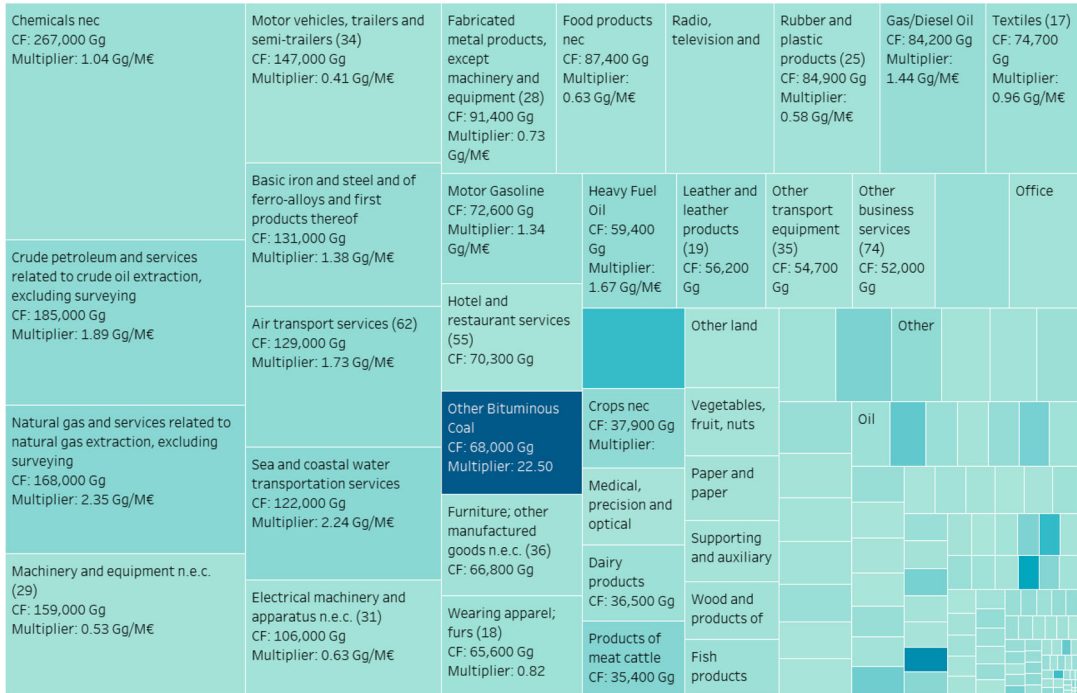 Chemicals nec
CF: 267,000 Gg
Multiplier: 1.04 Gg/M€
Crude petroleum and services
related to crude oil extraction,
excluding surveying
CF: 185,000 Gg
Multiplier: 1.89 Gg/M€
Natural gas and services related to
natural gas extraction, excluding
surveying
CF: 168,000 Gg
Multiplier: 2.35 Gg/M€
Machinery and equipment n.e.c.
(29)
CF: 159,000 Gg
Multiplier: 0.53 Gg/M€
Motor vehicles, trailers and
semi-trailers (34)
CF: 147,000 Gg
Multiplier: 0.41 Gg/M€
Basic iron and steel and of
ferro-alloys and first
products thereof
CF: 131,000 Gg
Multiplier: 1.38 Gg/M€
Air transport services (62)
CF: 129,000 Gg
Multiplier: 1.73 Gg/M€
Sea and coastal water
transportation services
CF: 122,000 Gg
Multiplier: 2.24 Gg/M€
Electrical machinery and
apparatus n.e.c. (31)
CF: 106,000 Gg
Multiplier: 0.63 Gg/M€
Fabricated
metal products,
except
machinery and
equipment (28)
CF: 91,400 Gg
Multiplier: 0.73
Gg/M€
Food products
nec
CF: 87,400 Gg
Multiplier:
0.63 Gg/M€
Radio,
television and
Rubber and
plastic
products (25)
CF: 84,900 Gg
Multiplier:
0.58 Gg/M€
Gas/Diesel Oil
CF: 84,200 Gg
Multiplier:
1.44 Gg/M€
Textiles (17)
CF: 74,700
Gg
Multiplier:
0.96 Gg/M€
Motor Gasoline
CF: 72,600 Gg
Multiplier: 1.34
Gg/M€
Hotel and
restaurant services
(55)
CF: 70,300 Gg
Other Bituminous
Coal
CF: 68,000 Gg
Multiplier: 22.50
Furniture; other
manufactured
goods n.e.c. (36)
CF: 66,800 Gg
Wearing apparel;
furs (18)
CF: 65,600 Gg
Multiplier: 0.82
Heavy Fuel
Oil
CF: 59,400
Gg
Multiplier:
1.67 Gg/M€
Leather and
leather
products
(19)
CF: 56,200
Gg
Other
transport
equipment
(35)
CF: 54,700
Gg
Other
business
services
(74)
CF: 52,000
Gg
Office
Crops nec
CF: 37,900 Gg
Multiplier:
Medical,
precision and
optical
Dairy
products
CF: 36,500 Gg
Products of
meat cattle
CF: 35,400 Gg
Other land
Vegetables,
fruit, nuts
Paper and
paper
Supporting
and auxiliary
Wood and
products of
Fish
products
Other
Oil